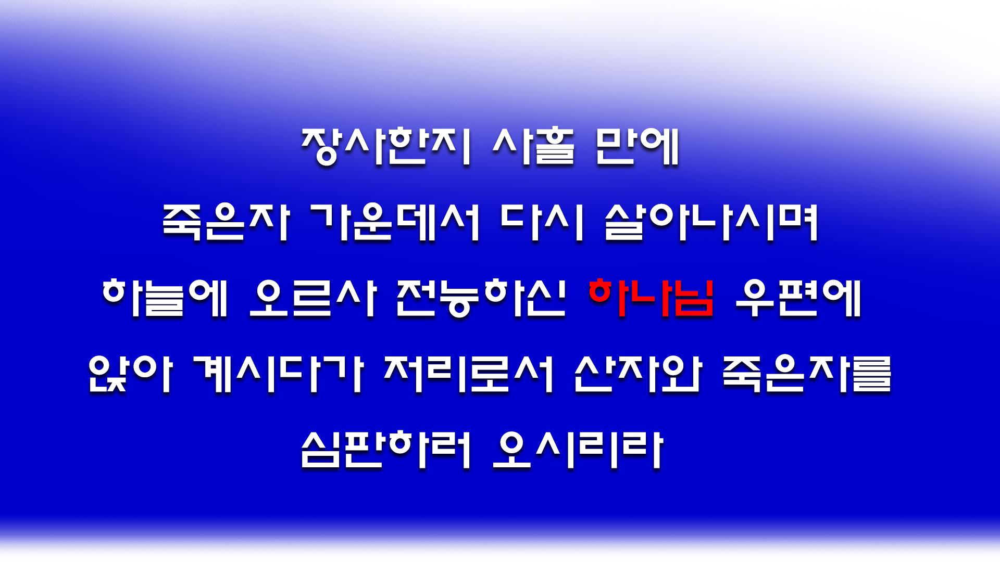 장사한지 사흘 만에
죽은자 가운데서 다시 살아나시며
하늘에 오르사 전능하신 하나님 우편에
앉아 계시다가 저리로서 산자와 죽은자를
심판하러 오시리라